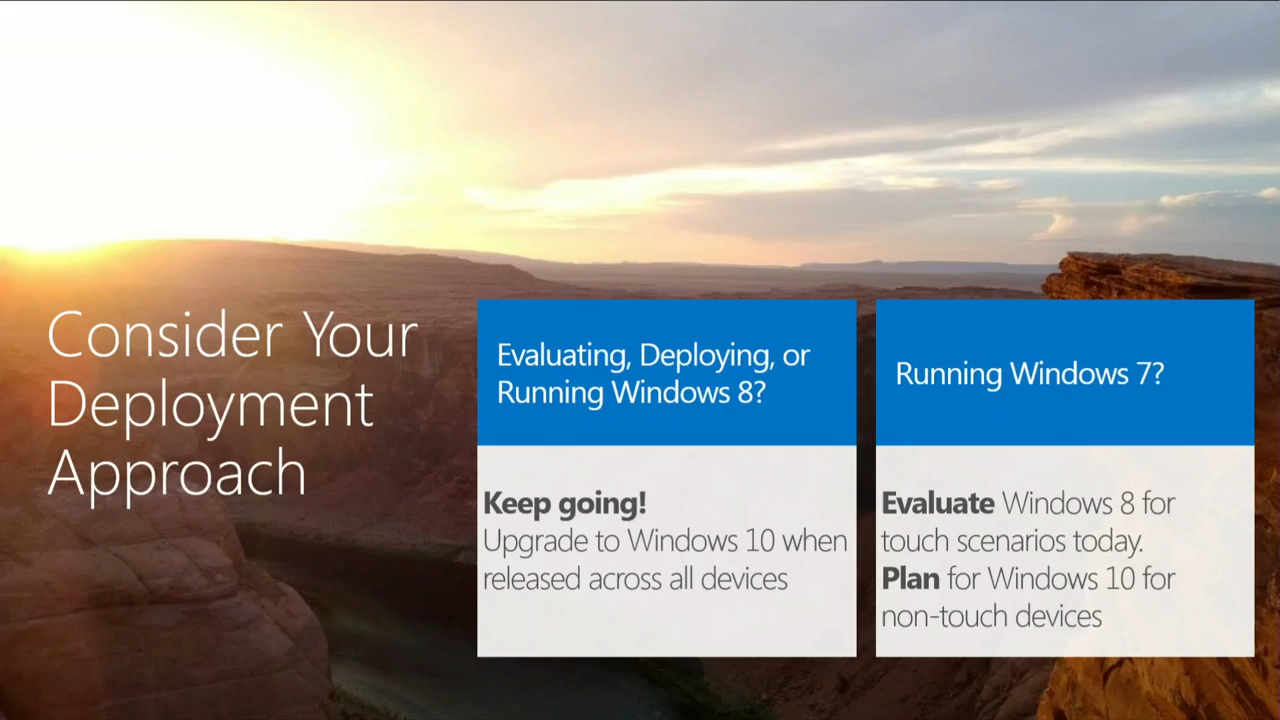 Consider Your
Deployment
Approach
Evaluating, Deploying, or
Running Windows 8?
Keep going!
Upgrade to Windows 10 when
released across all devices
Running Windows 7?
Evaluate Windows 8 for
touch scenarios today.
Plan for Windows 10 for
non-touch devices